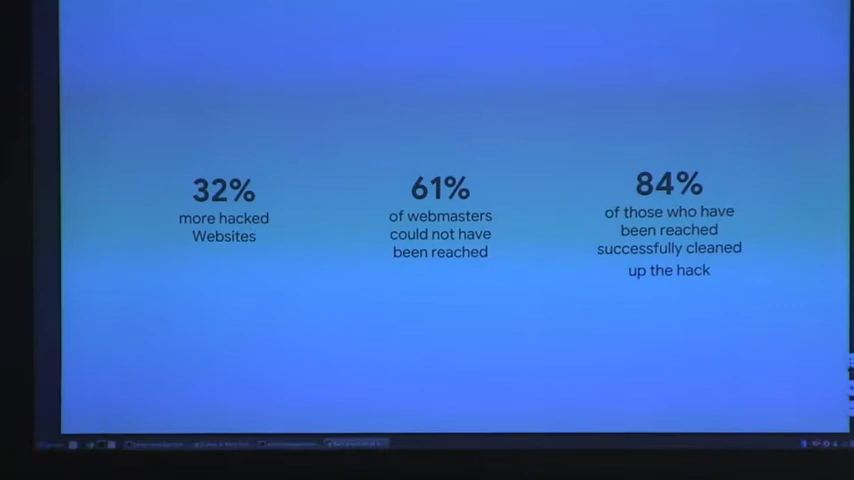 32%
more hacked
Websites
61%
of webmasters
could not have
been reached
84%
of those who have
been reached
successfully cleaned
up the hack